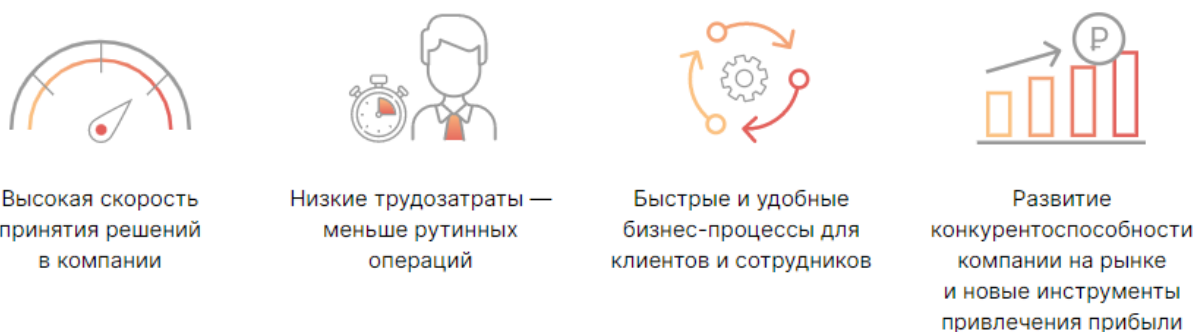 ₽
Высокая скорость
принятия решений
в компании
Низкие трудозатраты —
меньше рутинных
операций
Быстрые и удобные
бизнес-процессы для
клиентов и сотрудников
Развитие
конкурентоспособности
компании на рынке
и новые инструменты
привлечения прибыли